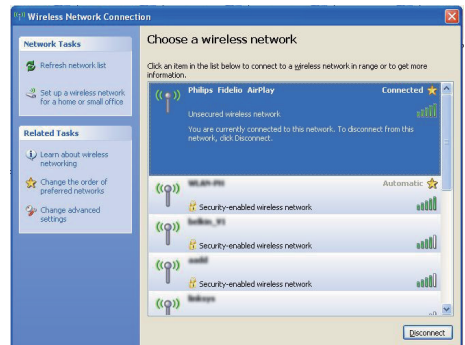 Wireless Network Connection
Network Tasks
Refresh network list
Set up a wireless network
for a home or small office
Related Tasks
Learn about wireless
networking
Change the order of
preferred networks
Change advanced
settings
Choose a wireless network
Click an item in the list below to connect to a wireless network in range or to get more
information.
Philips Fidelio AirPlay Connected
Unsecured wireless network
You are currently connected to this network. To disconnect from this
network, click Disconnect.
Automatic
Security-enabled wireless network
Security-enabled wireless network
Security-enabled wireless network
Disconnect